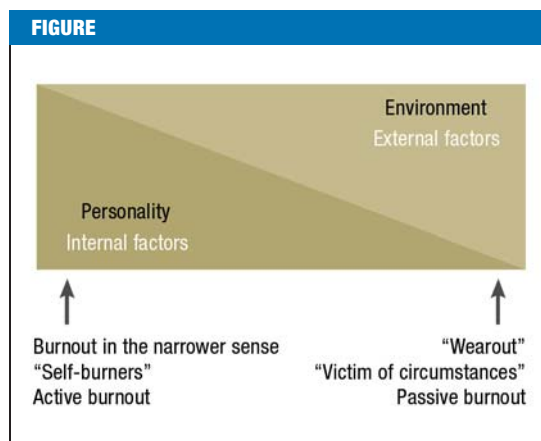 FIGURE
Environment
External factors
Personality
Internal factors
Burnout in the narrower sense
“Self-burners”
Active burnout
“Wearout”
“Victim of circumstances”
Passive burnout